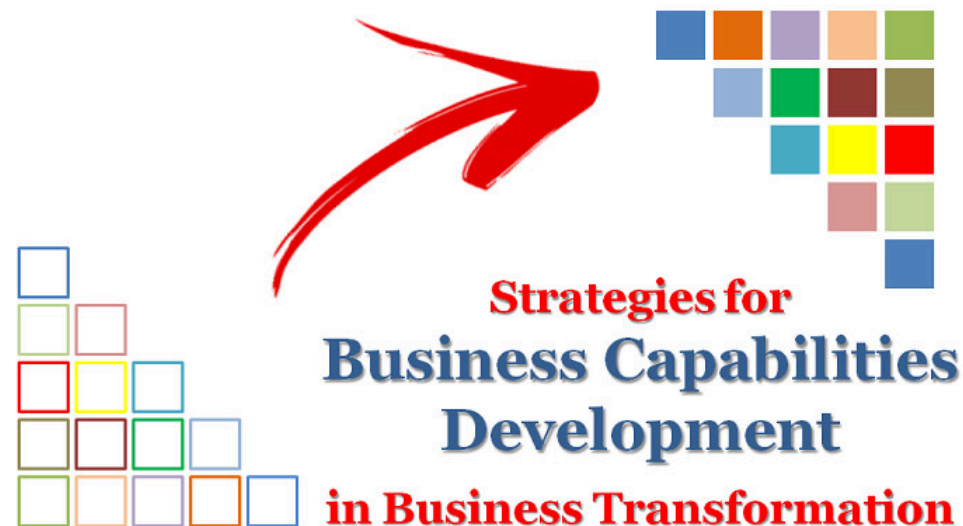 Strategies for
Business Capabilities
Development
in Business Transformation